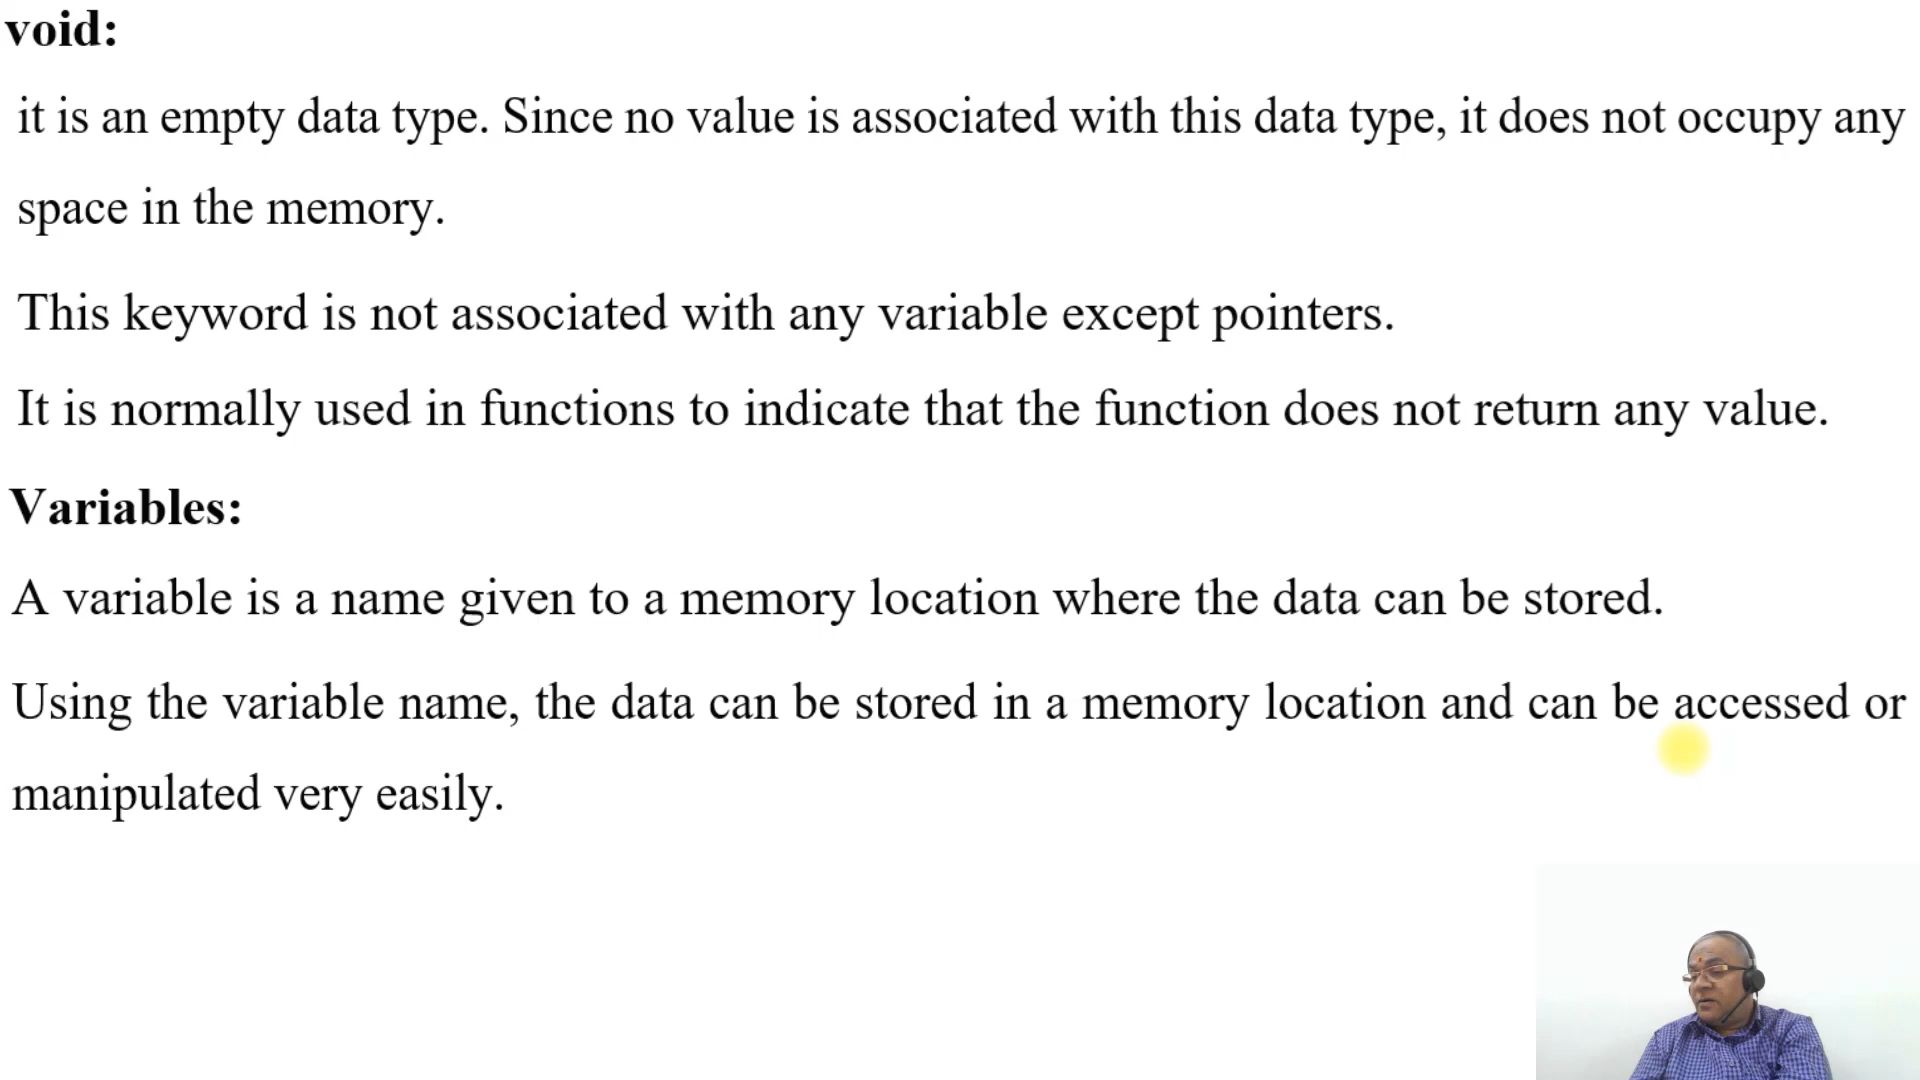 void:
it is an empty data type. Since no value is associated with this data type, it does not occupy any
space in the memory.
This keyword is not associated with any variable except pointers.
It is normally used in functions to indicate that the function does not return any value.
Variables:
A variable is a name given to a memory location where the data can be stored.
Using the variable name, the data can be stored in a memory location and can be accessed or
manipulated very easily.